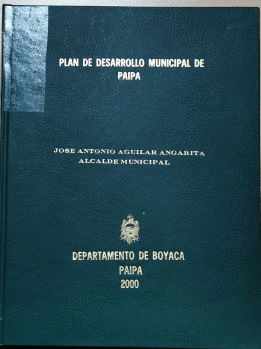 PLAN DE DESARROLLO MUNICIPAL DE
PAIPA
JOSE ANTONIO AGUILAR ANGARITA
ALCALDE MUNICIPAL
DEPARTAMENTO DE BOYACA
PAIPA
2000